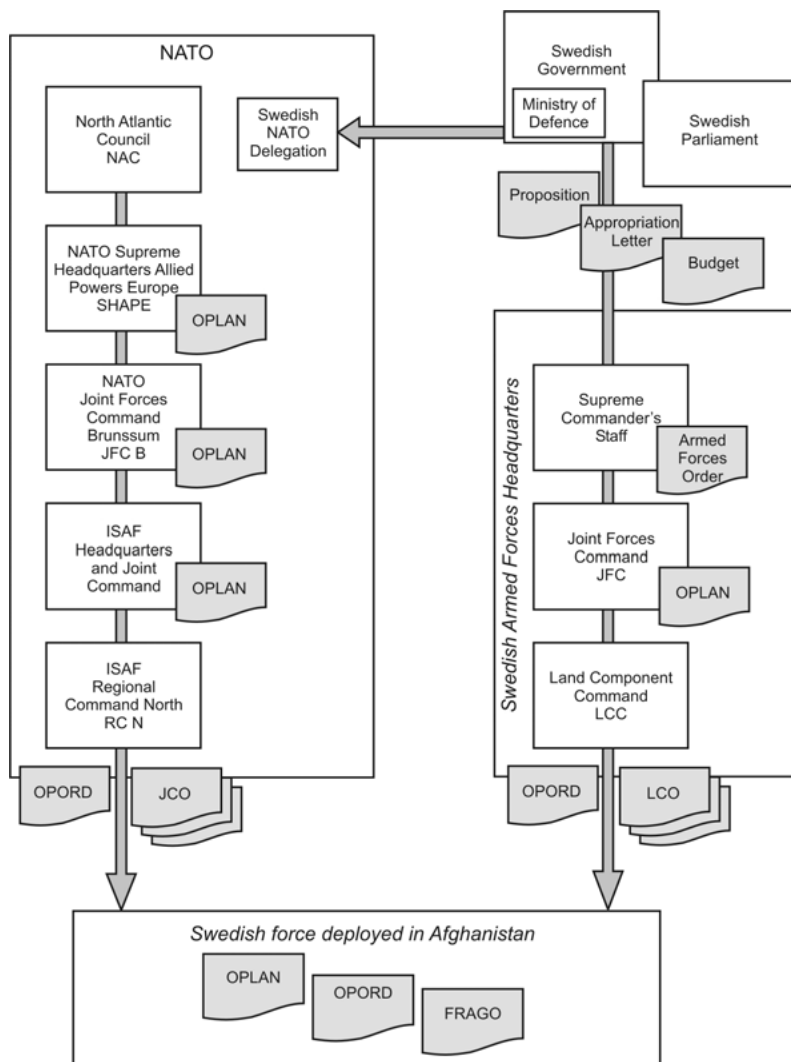 NATO
North Atlantic
Council
NAC
Swedish
NATO
Delegation
Swedish
Government
Ministry of
Defence
Swedish
Parliament
Proposition
Appropriation
Letter
Budget
NATO Supreme
Headquarters Allied
Powers Europe
SHAPE
OPLAN
NATO
Joint Forces
Command
Brunssum
JFC B
OPLAN
ISAF
Headquarters
and Joint
Command
OPLAN
ISAF
Regional
Command North
RC N
OPORD
JCO
Swedish Armed Forces Headquarters
Supreme
Commander's
Staff
Armed
Forces
Order
Joint Forces
Command
JFC
OPLAN
Land Component
Command
LCC
OPORD
LCO
Swedish force deployed in Afghanistan
OPLAN
OPORD
FRAGO